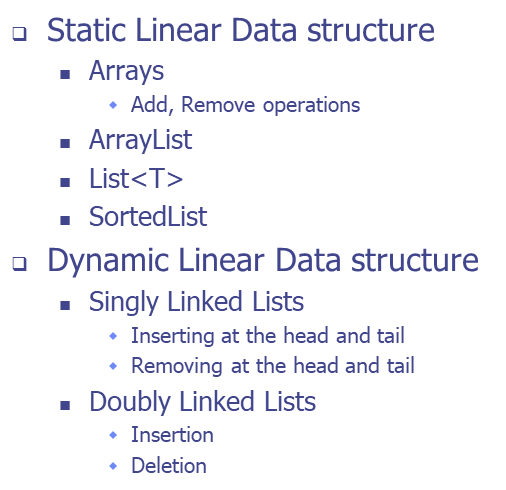 Static Linear Data structure
Arrays
Add, Remove operations
ArrayList
List<T>
SortedList
Dynamic Linear Data structure
Singly Linked Lists
Inserting at the head and tail
Removing at the head and tail
Doubly Linked Lists
Insertion
Deletion